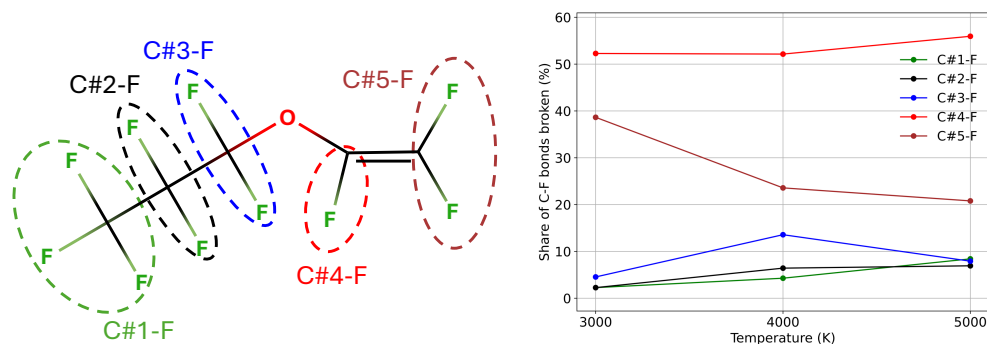 C#3-F
C#2-F
C#5-F
F
F
F
F
F
F
F
F
F
F
O
C#4-F
C#1-F
Share of C-F bonds broken (%)
60
50
40
30
20
10
0
3000
4000
5000
Temperature (K)
C#1-F
C#2-F
C#3-F
C#4-F
C#5-F